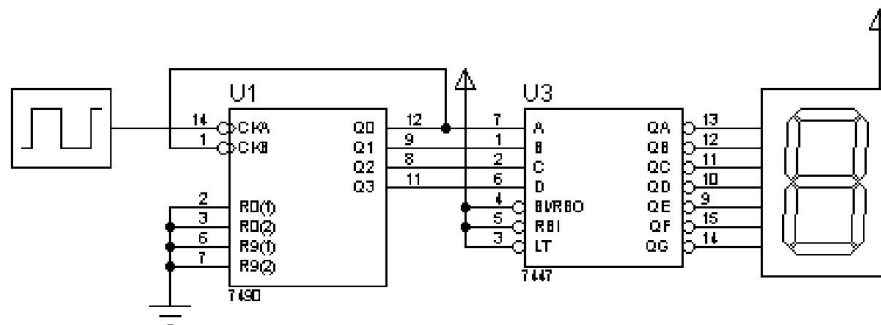 U1
14 CKA Q0 12
1 CKB Q1 9
Q2 8
Q3 11
2 R0(1)
3 R0(2)
6 R9(1)
7 R9(2)
7490
U3
7 A QA 13
1 B QB 12
2 C QC 11
6 D QD 10
4 BI/RBO QE 9
5 RBI QF 15
3 LT QG 14
7447